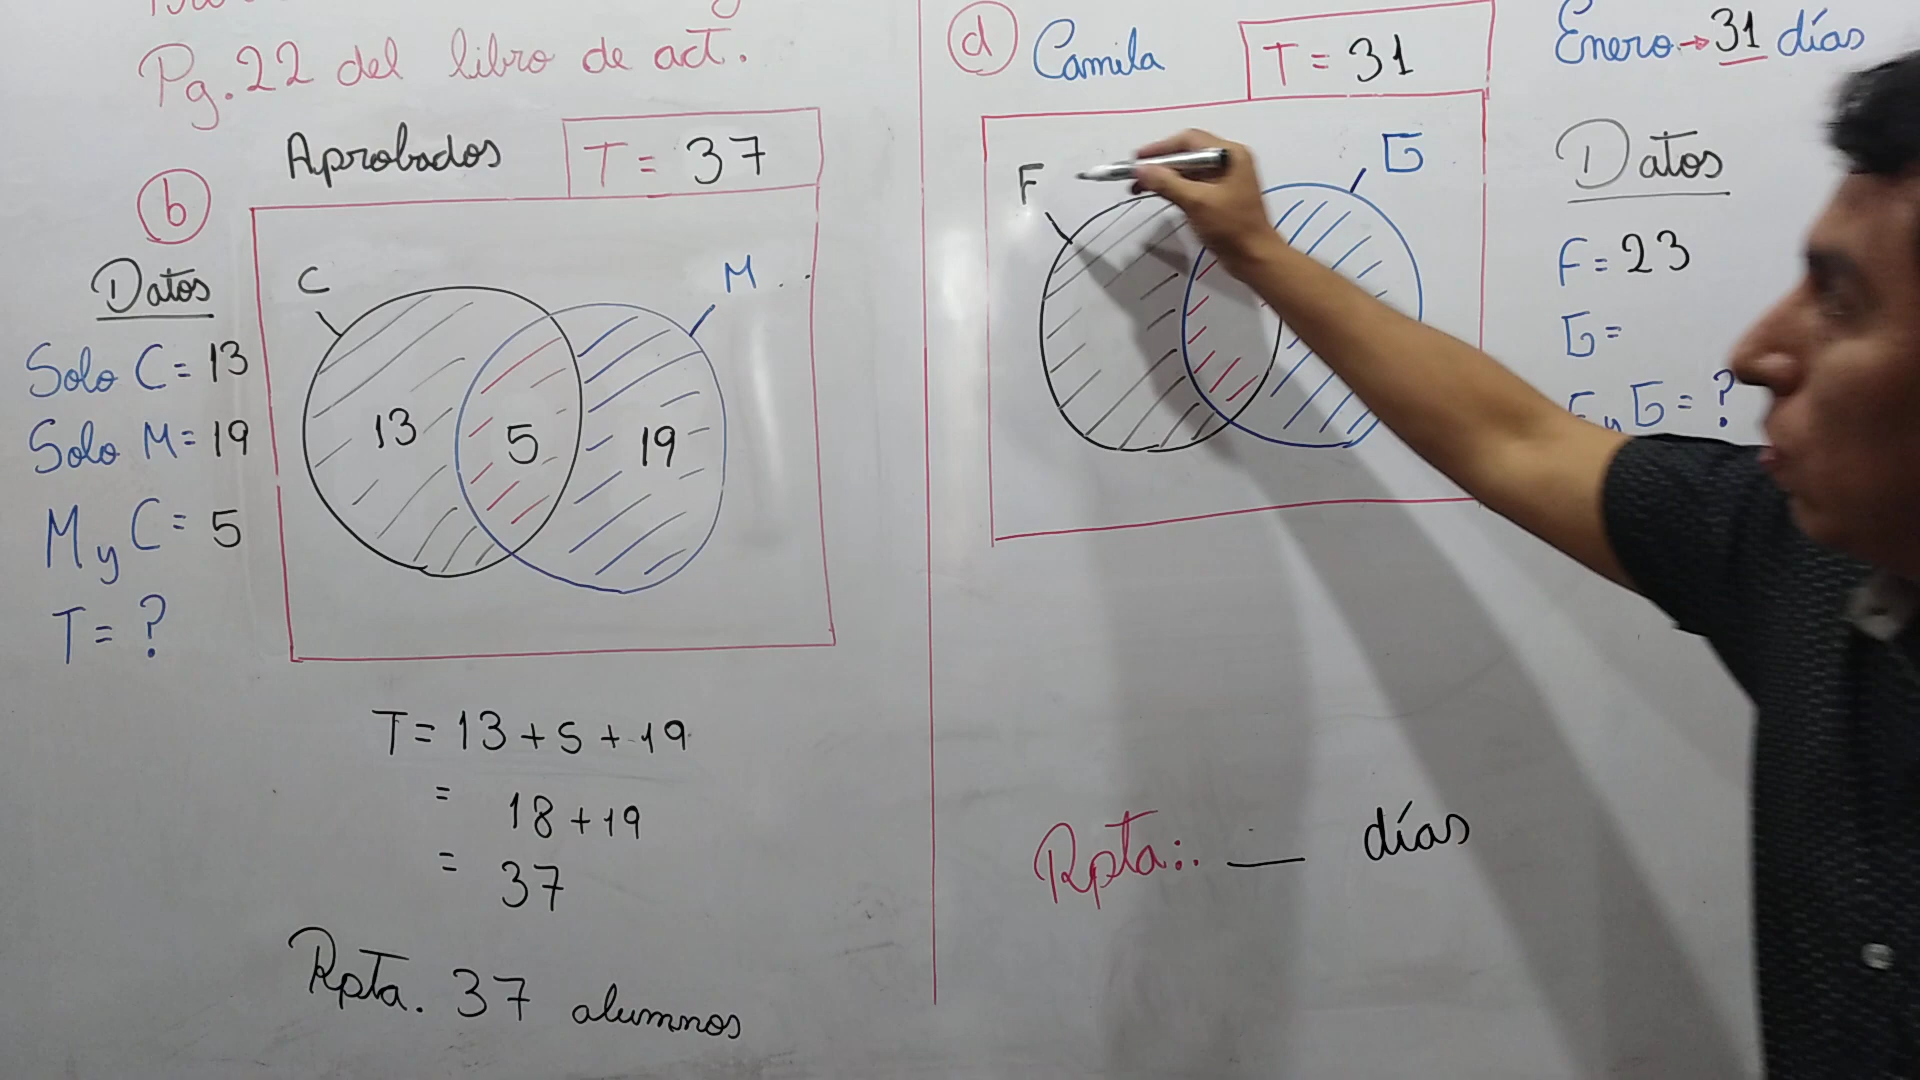 Pg. 22 del libro de act.
Aprobados
T = 37
b
Datos
Solo C = 13
Solo M = 19
M y C = 5
T = ?
C
M
13
5
19
T = 13 + 5 + 19
= 18 + 19
= 37
Rpta. 37 alumnos
d Camila
T = 31
Enero → 31 días
F
G
Datos
F = 23
G =
F y G = ?
Rpta:. __ días